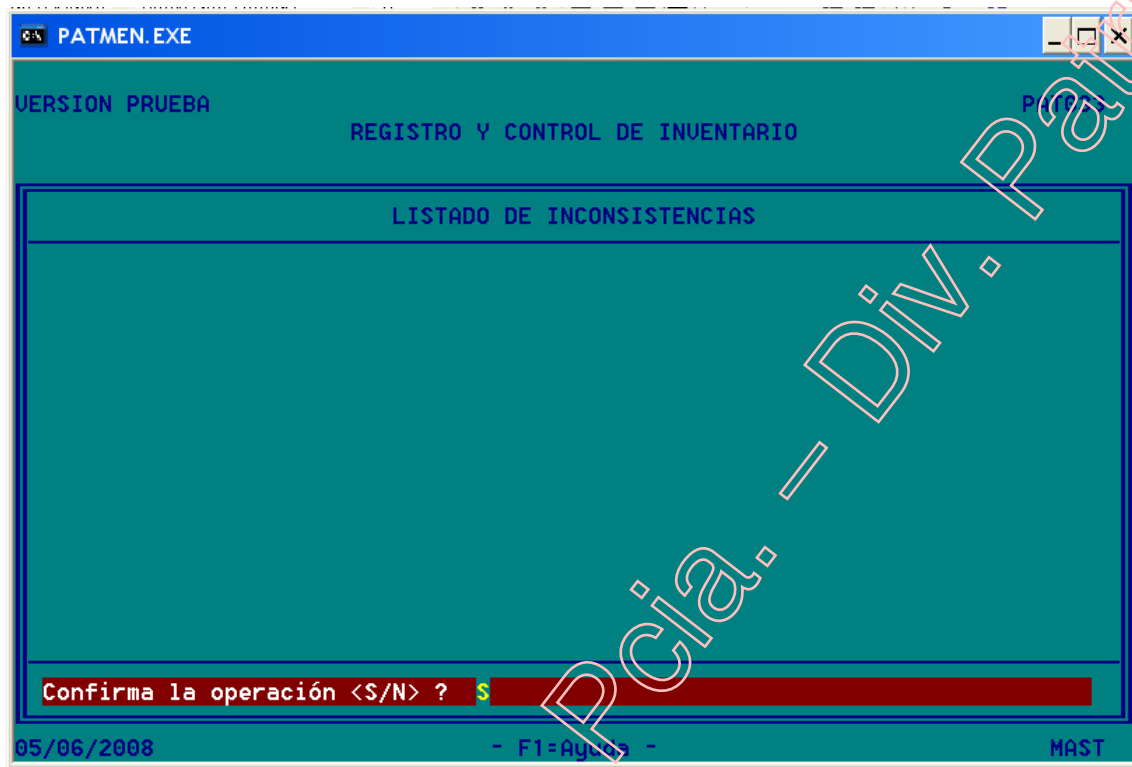 PATMEN.EXE
VERSION PRUEBA
REGISTRO Y CONTROL DE INVENTARIO
LISTADO DE INCONSISTENCIAS
Confirma la operación <S/N> ? S
05/06/2008 - F1=Ayuda - MAST
Pcia. – Div.